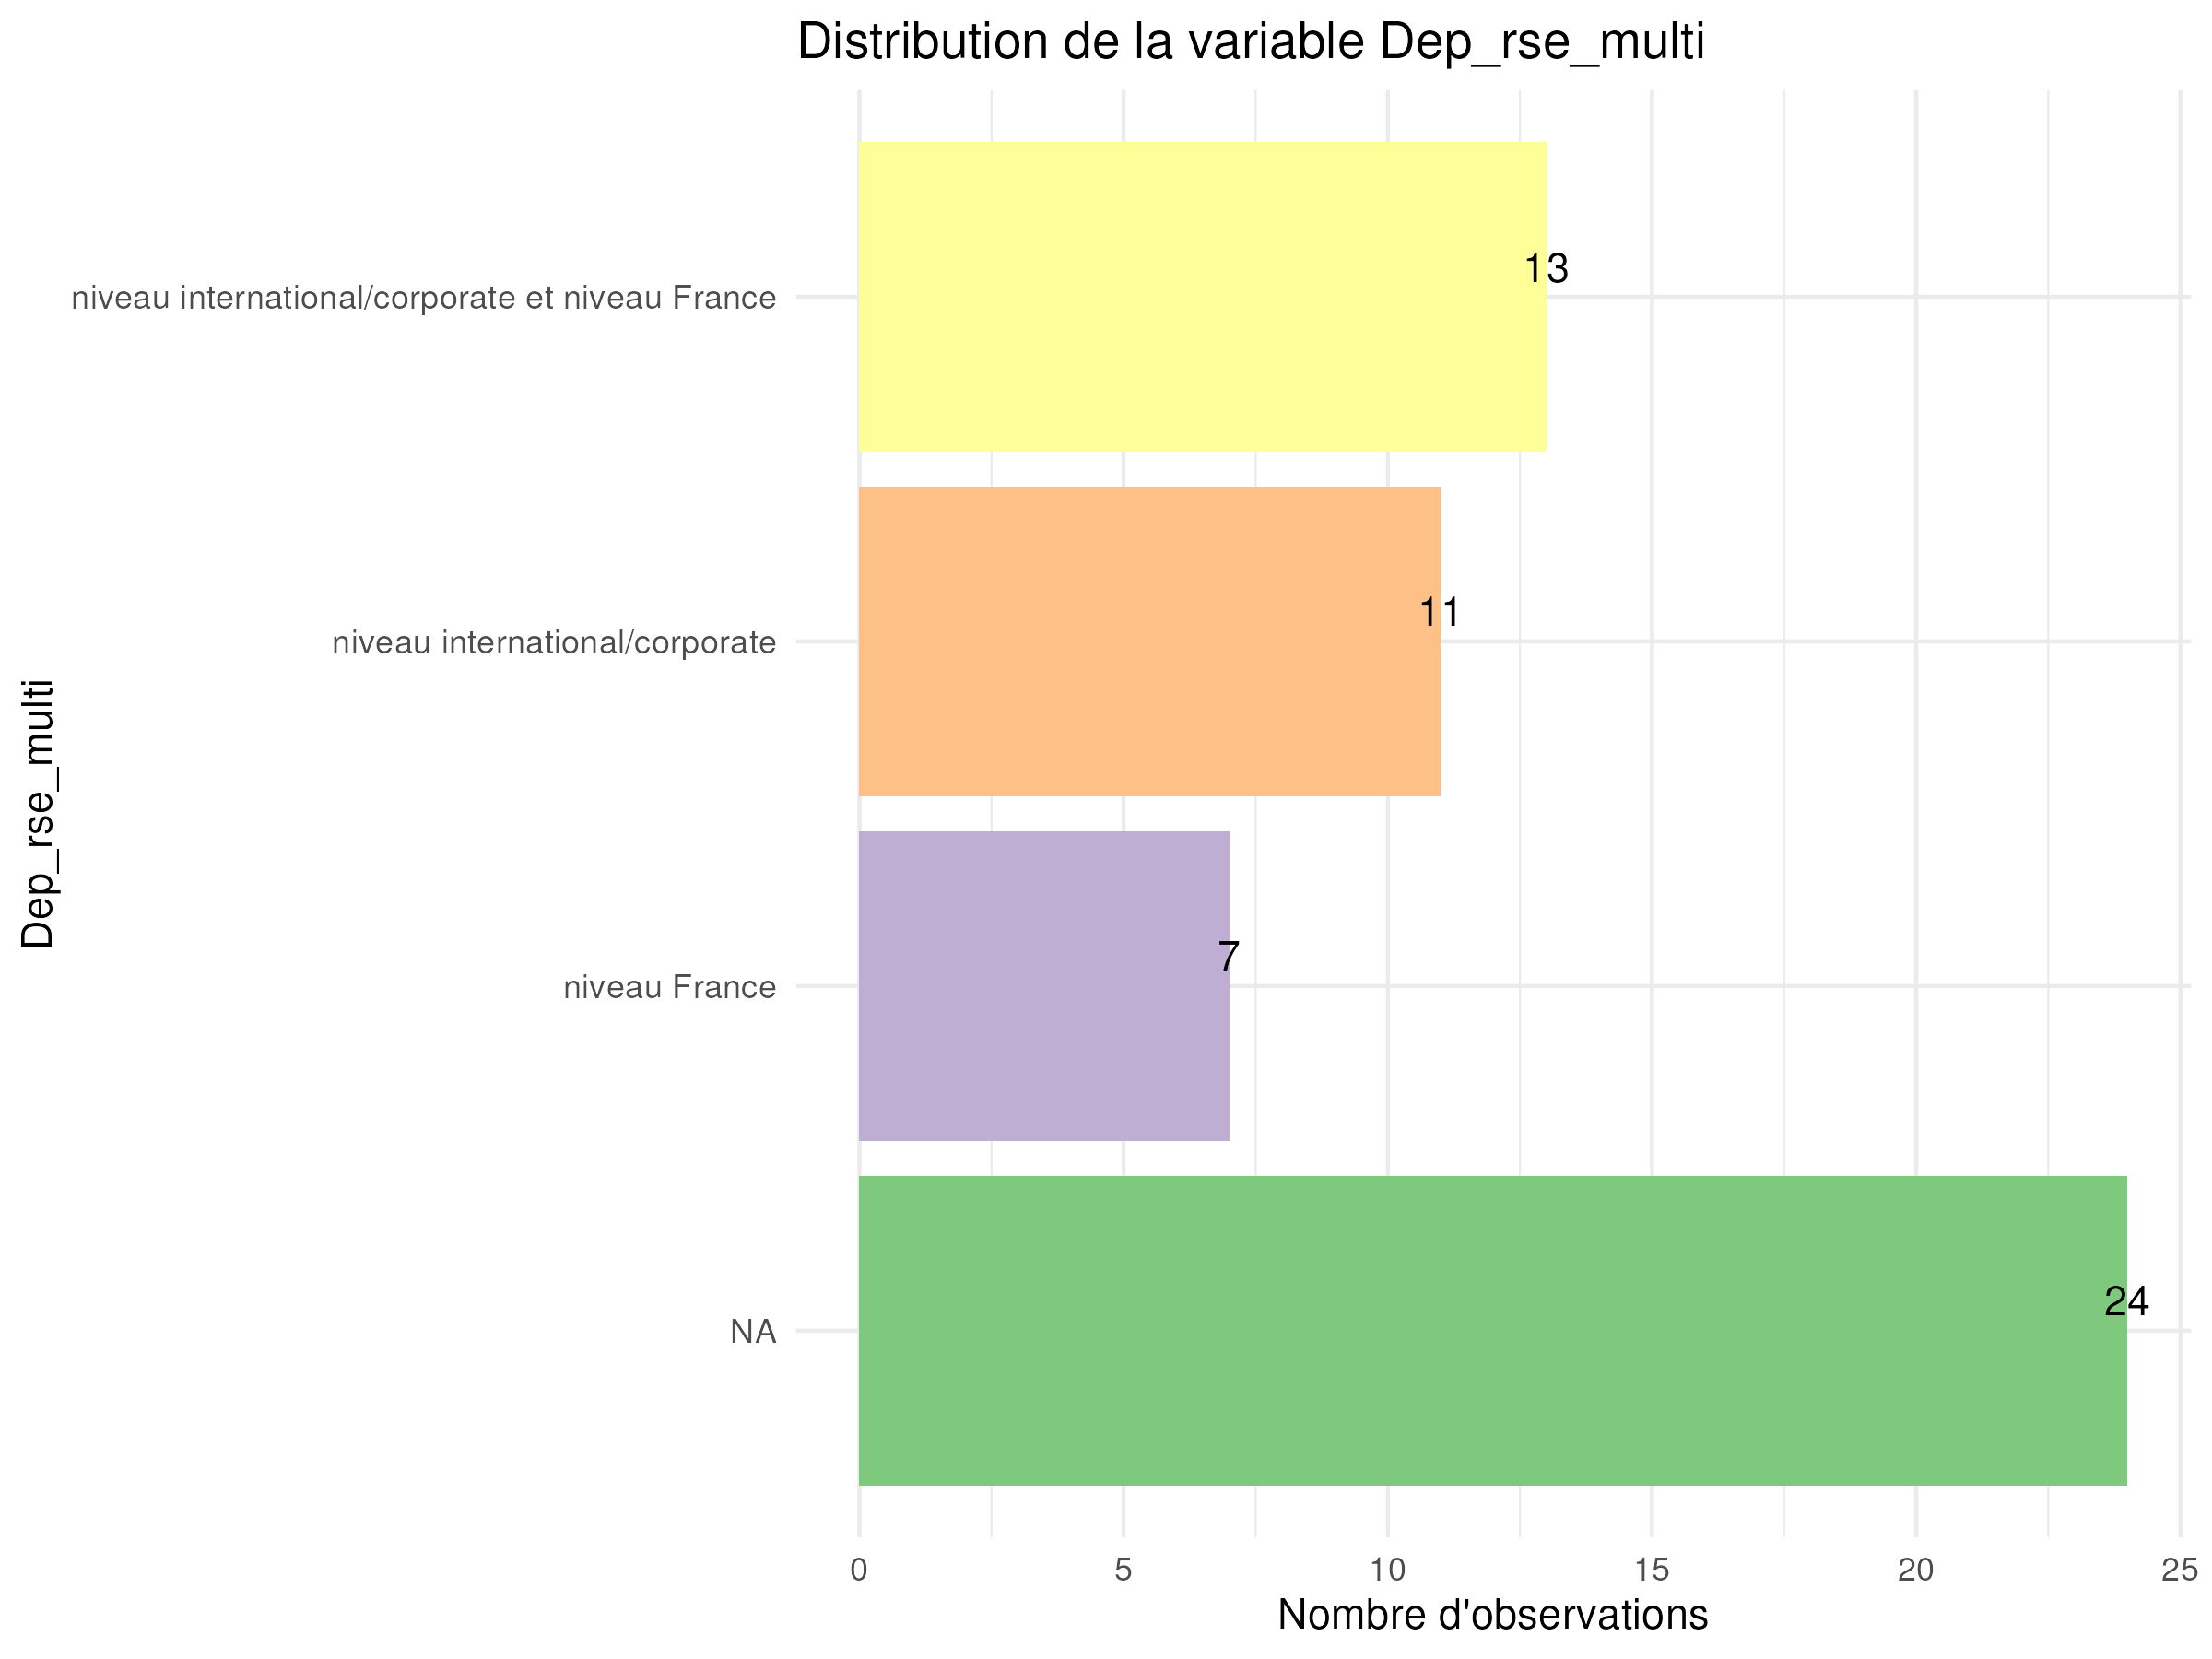 Distribution de la variable Dep_rse_multi
niveau international/corporate et niveau France
13
niveau international/corporate
11
niveau France
7
NA
24
Dep_rse_multi
0 5 10 15 20 25
Nombre d'observations